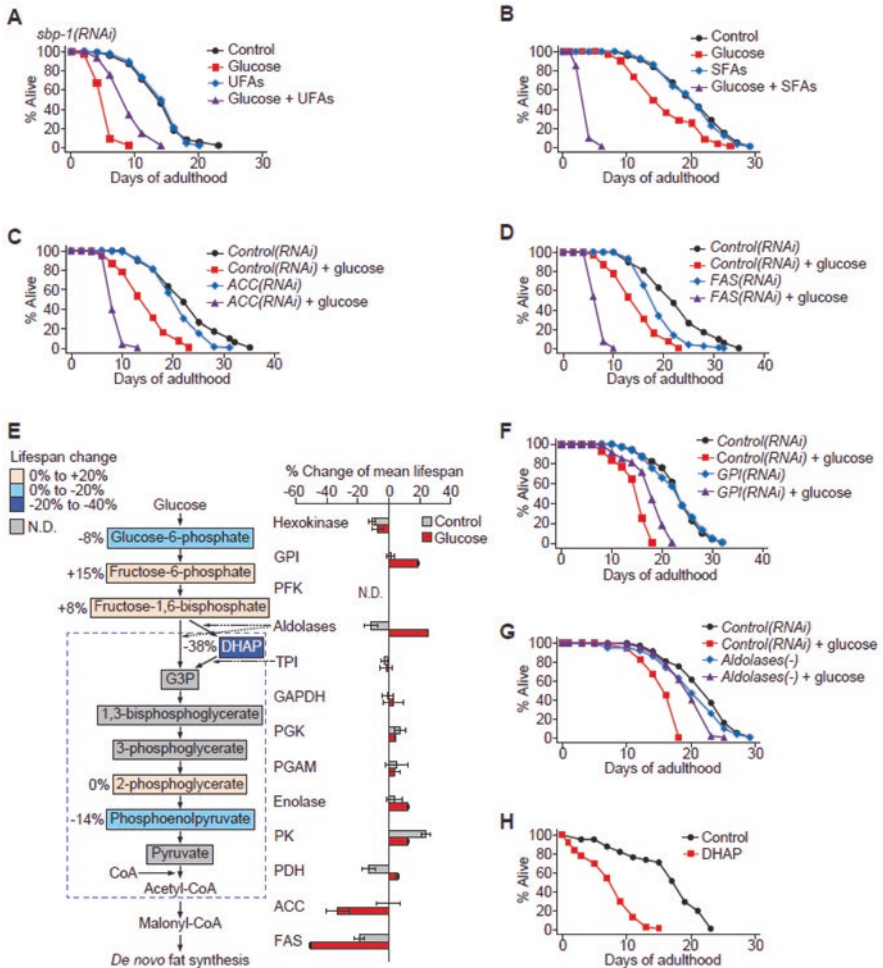 A
sbp-1(RNAi)
% Alive
100
80
60
40
20
0
0
10
20
30
Days of adulthood
Control
Glucose
UFAs
Glucose + UFAs
B
% Alive
100
80
60
40
20
0
0
10
20
30
Days of adulthood
Control
Glucose
SFAs
Glucose + SFAs
C
% Alive
100
80
60
40
20
0
0
10
20
30
40
Days of adulthood
Control(RNAi)
Control(RNAi) + glucose
ACC(RNAi)
ACC(RNAi) + glucose
D
% Alive
100
80
60
40
20
0
0
10
20
30
40
Days of adulthood
Control(RNAi)
Control(RNAi) + glucose
FAS(RNAi)
FAS(RNAi) + glucose
E
Lifespan change
0% to +20%
0% to -20%
-20% to -40%
N.D.
Glucose
-8% Glucose-6-phosphate
+15% Fructose-6-phosphate
+8% Fructose-1,6-bisphosphate
-38% DHAP
G3P
1,3-bisphosphoglycerate
3-phosphoglycerate
0% 2-phosphoglycerate
-14% Phosphoenolpyruvate
Pyruvate
CoA
Acetyl-CoA
Malonyl-CoA
De novo fat synthesis
% Change of mean lifespan
-60 -40 -20 0 20 40
Control
Glucose
Hexokinase
GPI
PFK
N.D.
Aldolases
TPI
GAPDH
PGK
PGAM
Enolase
PK
PDH
ACC
FAS
F
% Alive
100
80
60
40
20
0
0
10
20
30
40
Days of adulthood
Control(RNAi)
Control(RNAi) + glucose
GPI(RNAi)
GPI(RNAi) + glucose
G
% Alive
100
80
60
40
20
0
0
10
20
30
Days of adulthood
Control(RNAi)
Control(RNAi) + glucose
Aldolases(-)
Aldolases(-) + glucose
H
% Alive
100
80
60
40
20
0
0
10
20
30
Days of adulthood
Control
DHAP